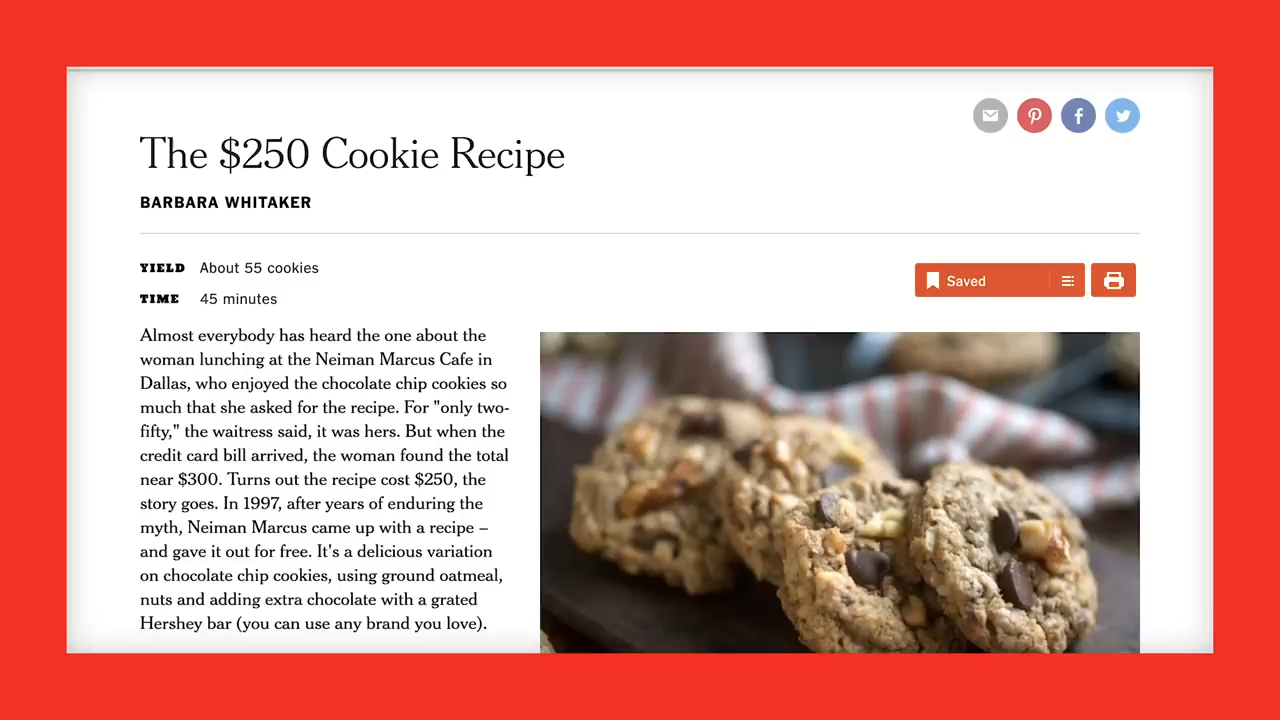 The $250 Cookie Recipe
BARBARA WHITAKER
YIELD About 55 cookies
TIME 45 minutes
Saved
Almost everybody has heard the one about the
woman lunching at the Neiman Marcus Cafe in
Dallas, who enjoyed the chocolate chip cookies so
much that she asked for the recipe. For "only two-
fifty," the waitress said, it was hers. But when the
credit card bill arrived, the woman found the total
near $300. Turns out the recipe cost $250, the
story goes. In 1997, after years of enduring the
myth, Neiman Marcus came up with a recipe –
and gave it out for free. It's a delicious variation
on chocolate chip cookies, using ground oatmeal,
nuts and adding extra chocolate with a grated
Hershey bar (you can use any brand you love).